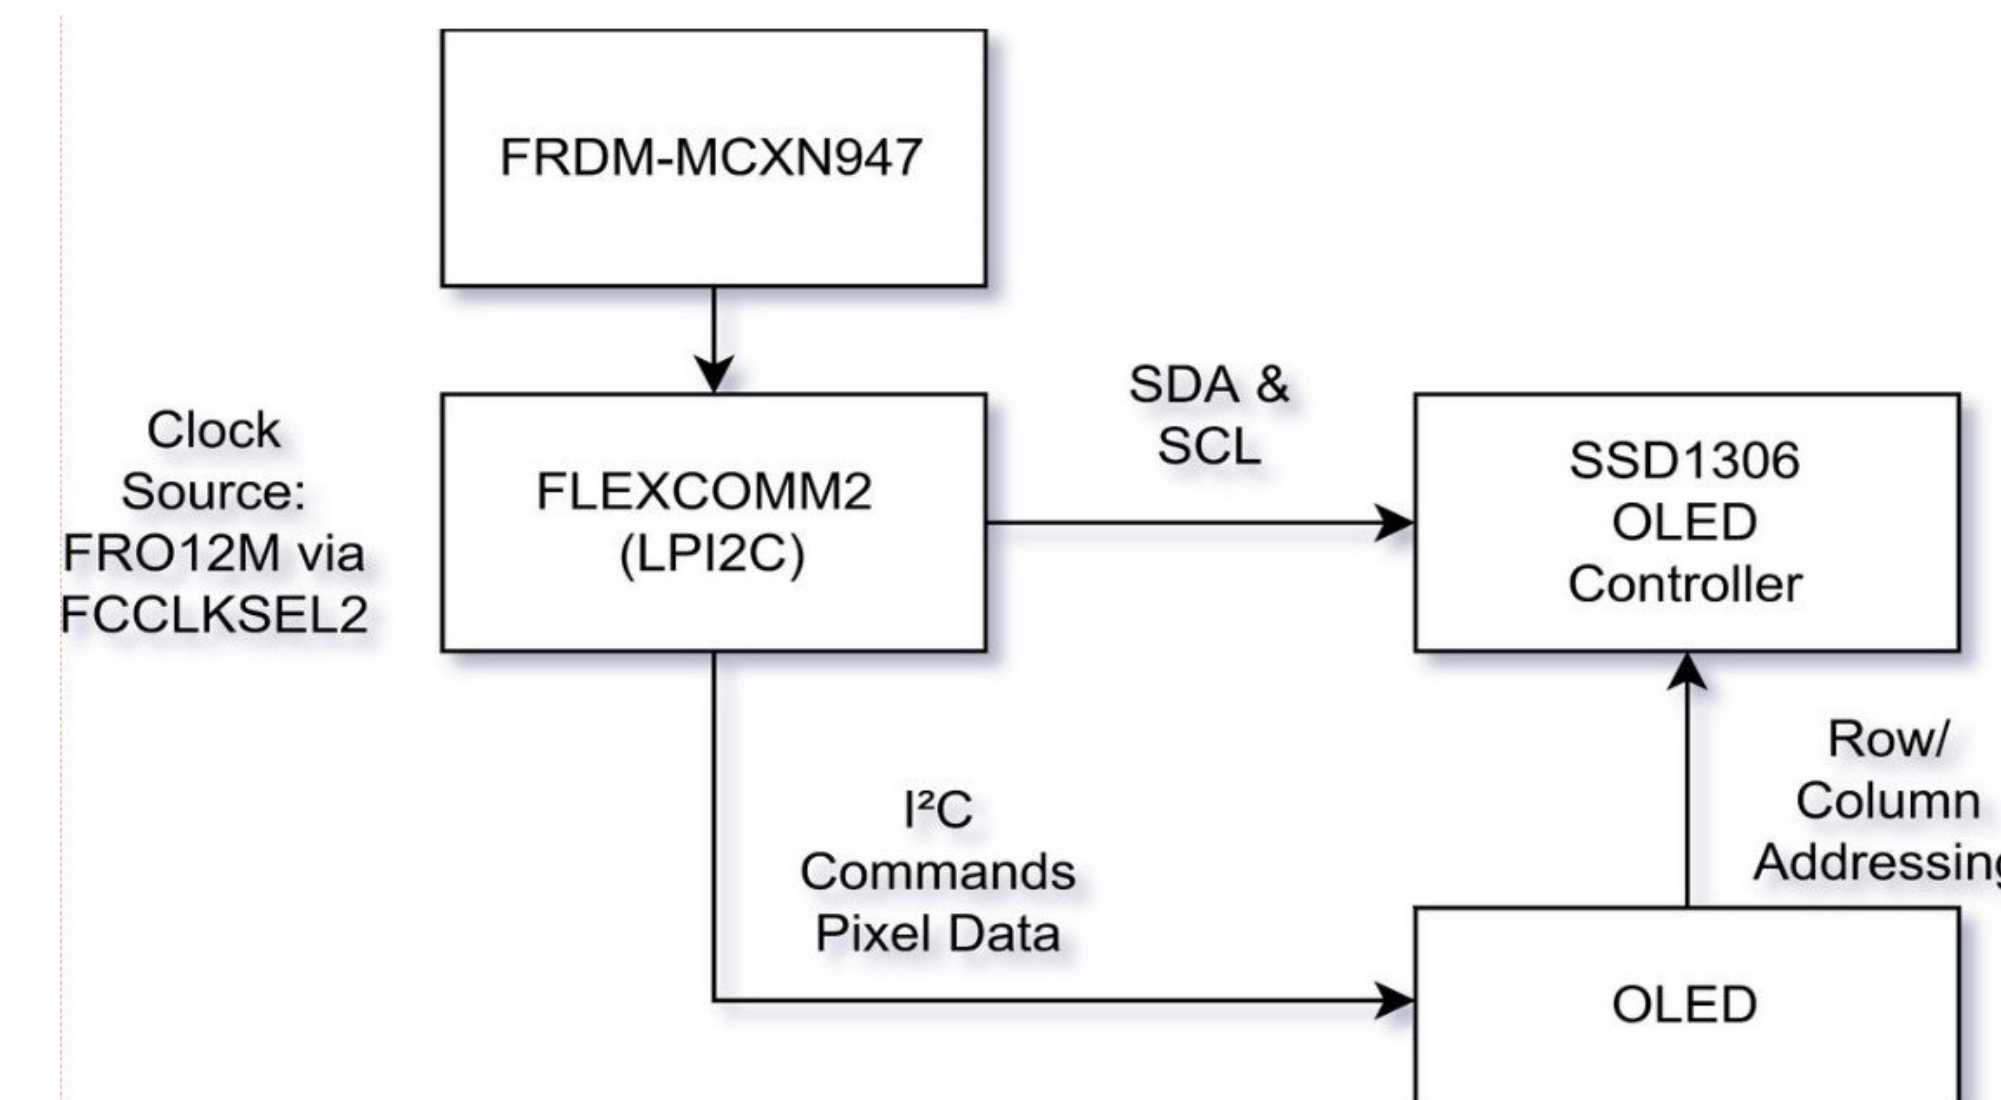 FRDM-MCXN947
SDA &
SCL
Clock
Source:
FRO12M via
FCCLKSEL2
FLEXCOMM2
(LPI2C)
SSD1306
OLED
Controller
Row/
Column
Addressing
I²C
Commands
Pixel Data
OLED